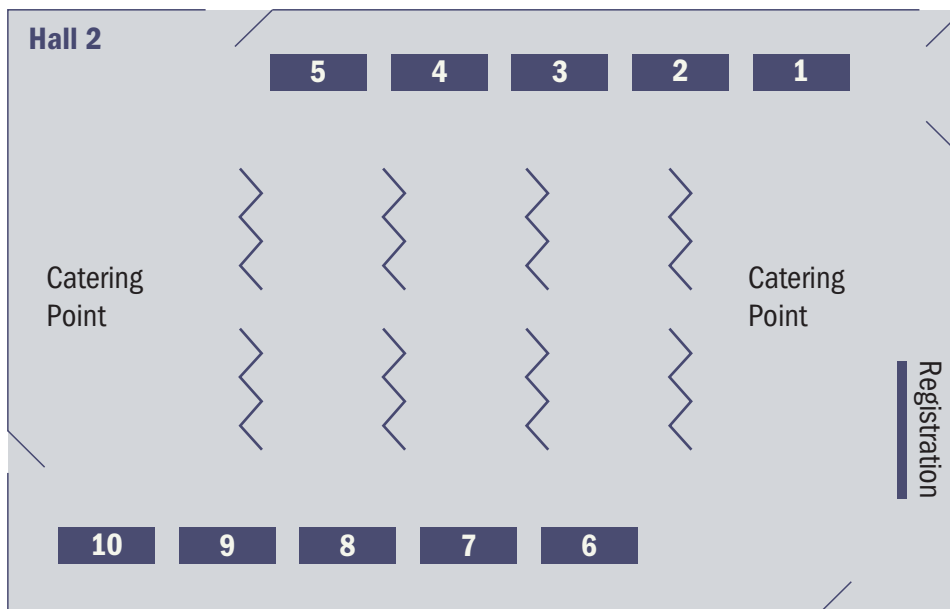 Hall 2
5 4 3 2 1
Catering
Point
Catering
Point
Registration
10 9 8 7 6